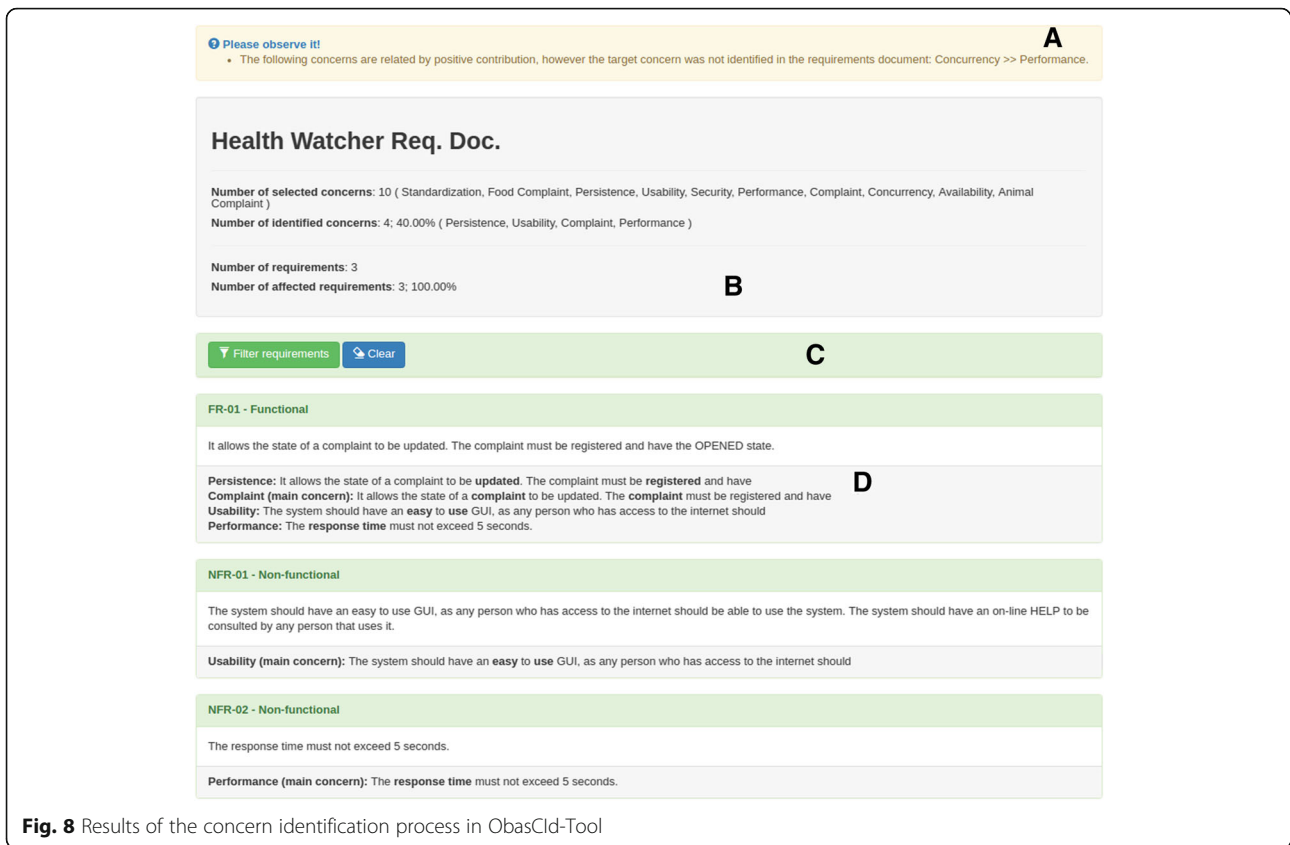 A
Please observe it!
• The following concerns are related by positive contribution, however the target concern was not identified in the requirements document: Concurrency >> Performance.
Health Watcher Req. Doc.
Number of selected concerns: 10 ( Standardization, Food Complaint, Persistence, Usability, Security, Performance, Complaint, Concurrency, Availability, Animal
Complaint )
Number of identified concerns: 4; 40.00% ( Persistence, Usability, Complaint, Performance )
Number of requirements: 3
Number of affected requirements: 3; 100.00%
B
Filter requirements Clear C
FR-01 - Functional
It allows the state of a complaint to be updated. The complaint must be registered and have the OPENED state.
Persistence: It allows the state of a complaint to be updated. The complaint must be registered and have
D
Complaint (main concern): It allows the state of a complaint to be updated. The complaint must be registered and have
Usability: The system should have an easy to use GUI, as any person who has access to the internet should
Performance: The response time must not exceed 5 seconds.
NFR-01 - Non-functional
The system should have an easy to use GUI, as any person who has access to the internet should be able to use the system. The system should have an on-line HELP to be
consulted by any person that uses it.
Usability (main concern): The system should have an easy to use GUI, as any person who has access to the internet should
NFR-02 - Non-functional
The response time must not exceed 5 seconds.
Performance (main concern): The response time must not exceed 5 seconds.
Fig. 8 Results of the concern identification process in ObasCId-Tool